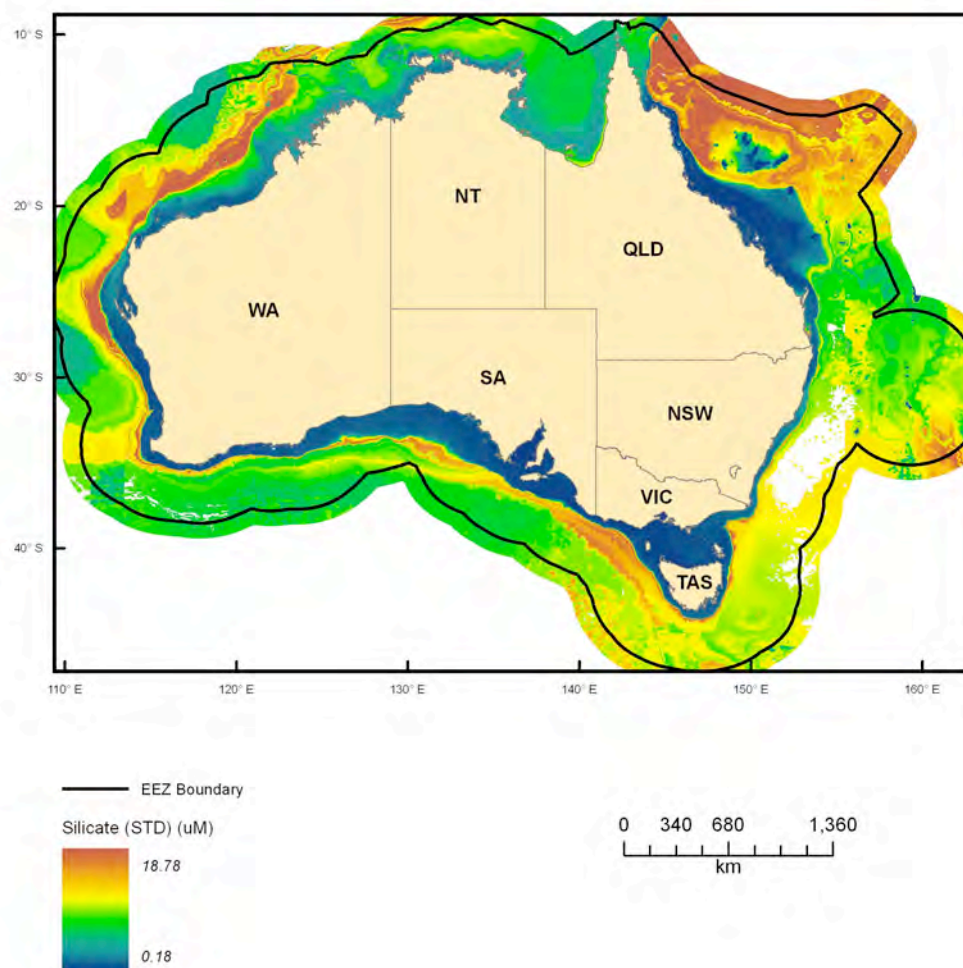 10° S
20° S
30° S
40° S
NT
QLD
WA
SA
NSW
VIC
TAS
110° E 120° E 130° E 140° E 150° E 160° E
EEZ Boundary
Silicate (STD) (uM)
18.78
0.18
0 340 680 1,360
km